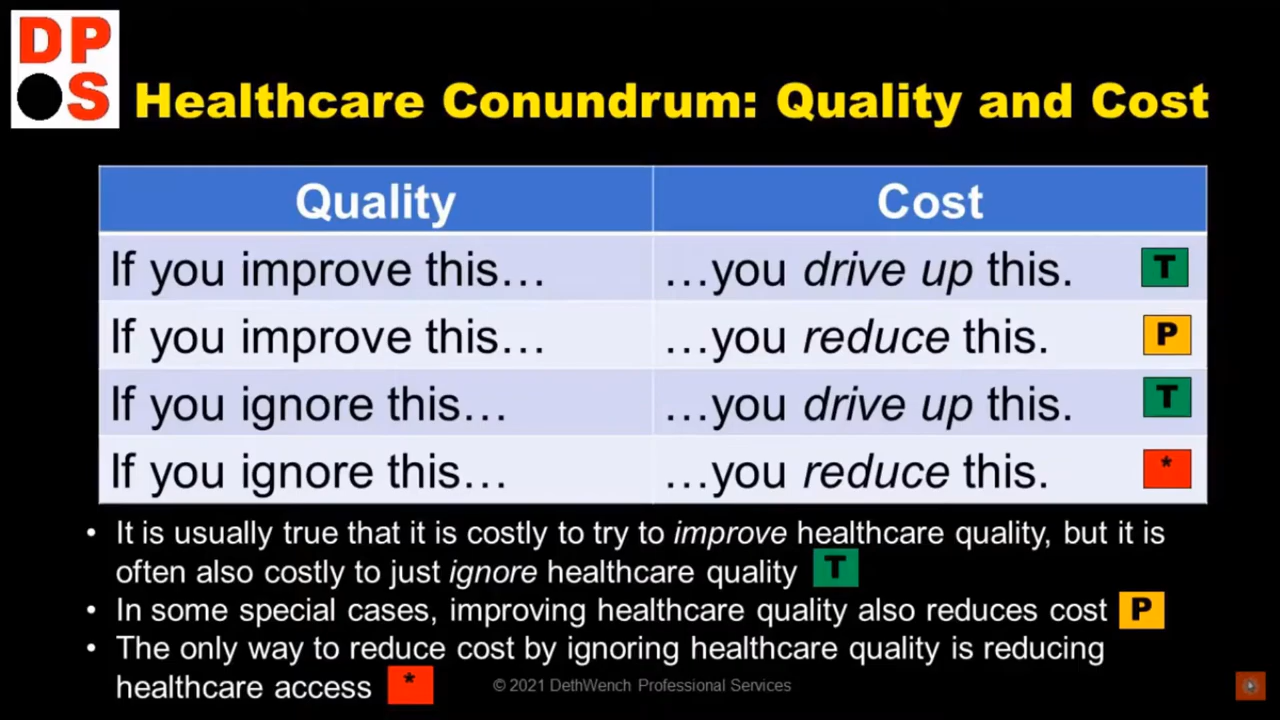 DP
S
Healthcare Conundrum: Quality and Cost
Quality Cost
If you improve this… …you drive up this. T
If you improve this… …you reduce this. P
If you ignore this… …you drive up this. T
If you ignore this… …you reduce this. *
• It is usually true that it is costly to try to improve healthcare quality, but it is
often also costly to just ignore healthcare quality T
• In some special cases, improving healthcare quality also reduces cost P
• The only way to reduce cost by ignoring healthcare quality is reducing
healthcare access *
© 2021 DethWench Professional Services